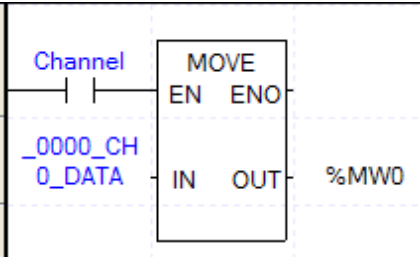 Channel
MOVE
EN ENO
_0000_CH
0_DATA
IN OUT
%MW0